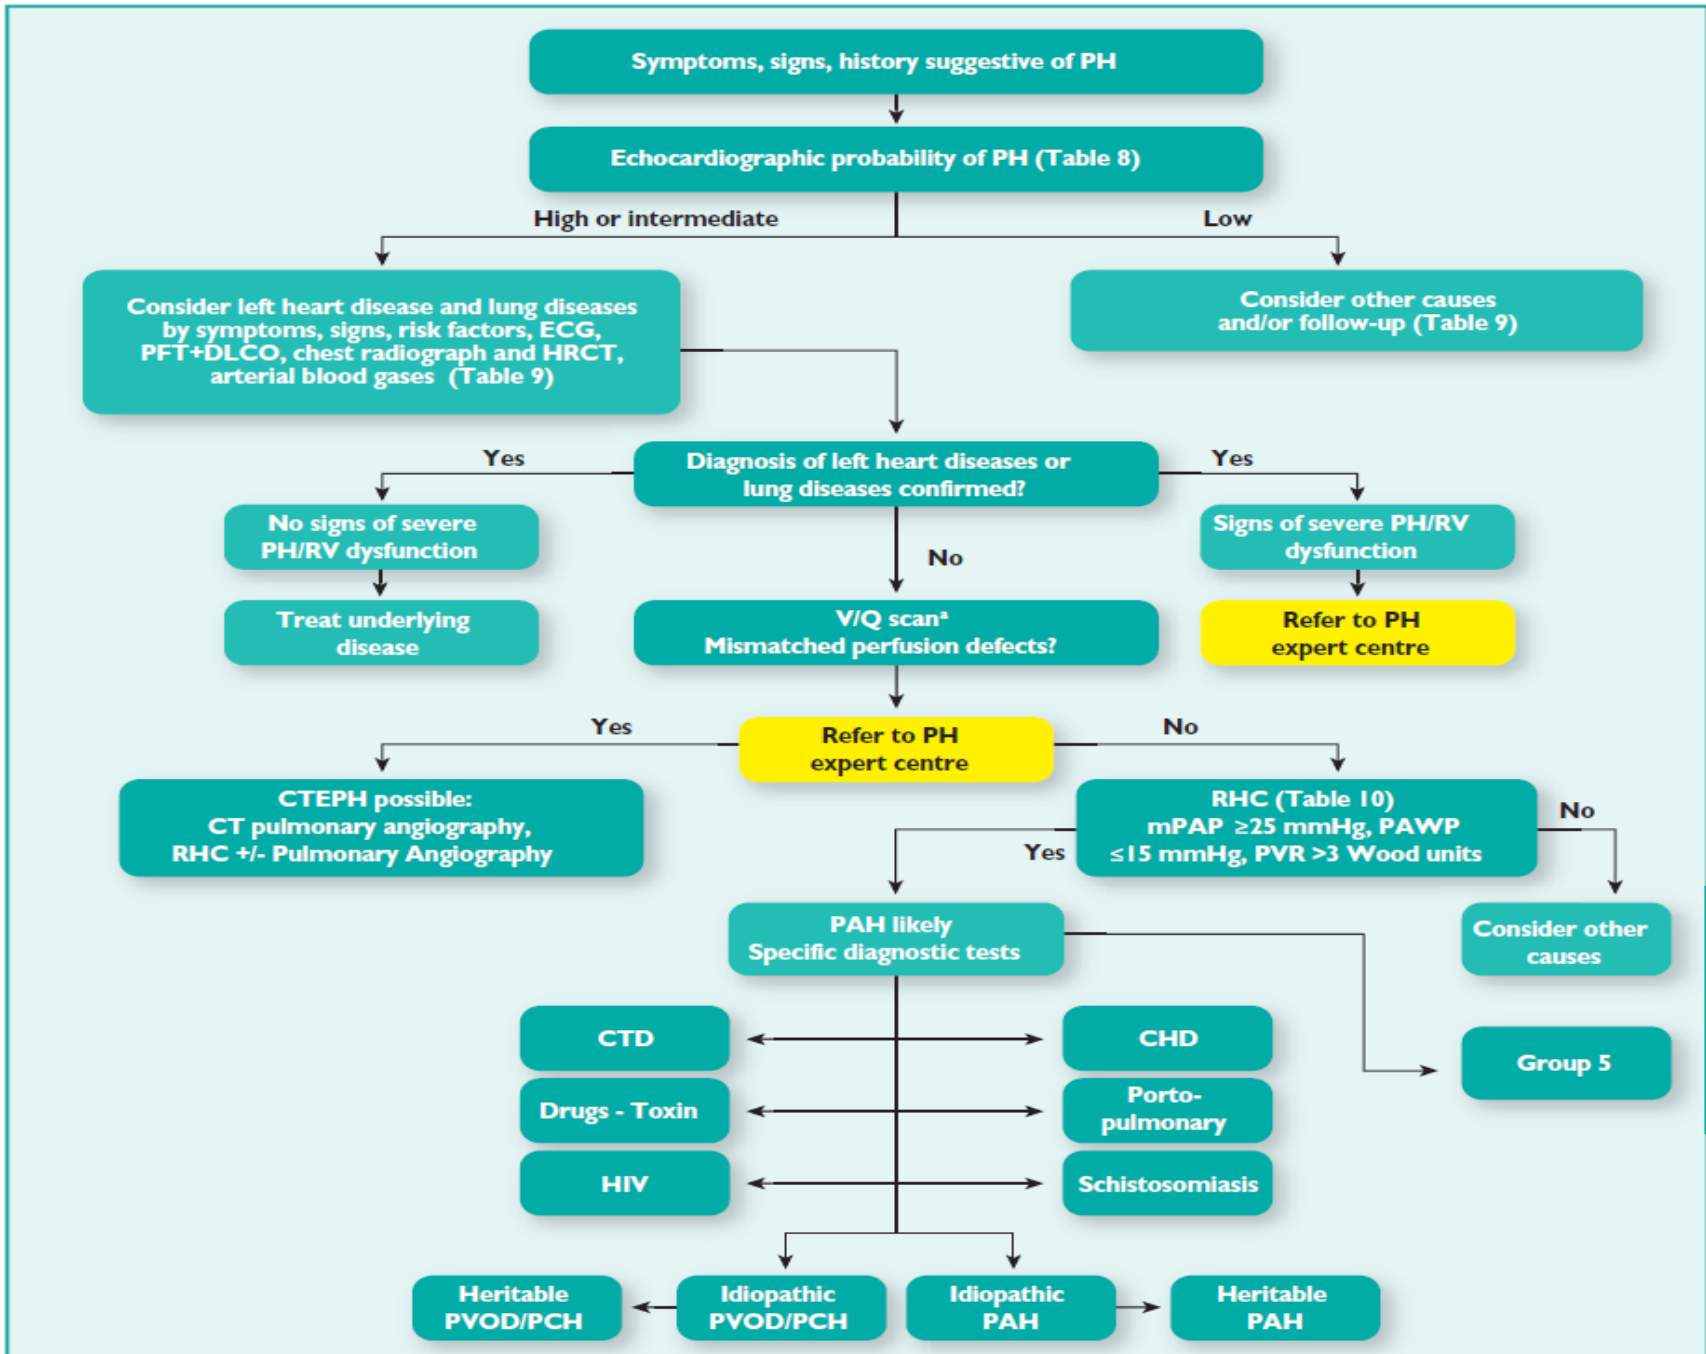 Symptoms, signs, history suggestive of PH
Echocardiographic probability of PH (Table 8)
High or intermediate
Low
Consider left heart disease and lung diseases
by symptoms, signs, risk factors, ECG,
PFT+DLCO, chest radiograph and HRCT,
arterial blood gases (Table 9)
Consider other causes
and/or follow-up (Table 9)
Yes
Diagnosis of left heart diseases or
lung diseases confirmed?
Yes
No signs of severe
PH/RV dysfunction
Signs of severe PH/RV
dysfunction
No
Treat underlying
disease
V/Q scanᵃ
Mismatched perfusion defects?
Refer to PH
expert centre
Yes
Refer to PH
expert centre
No
CTEPH possible:
CT pulmonary angiography,
RHC +/- Pulmonary Angiography
RHC (Table 10)
mPAP ≥25 mmHg, PAWP
≤15 mmHg, PVR >3 Wood units
No
Yes
PAH likely
Specific diagnostic tests
Consider other
causes
CTD
CHD
Group 5
Drugs - Toxin
Porto-
pulmonary
HIV
Schistosomiasis
Heritable
PVOD/PCH
Idiopathic
PVOD/PCH
Idiopathic
PAH
Heritable
PAH